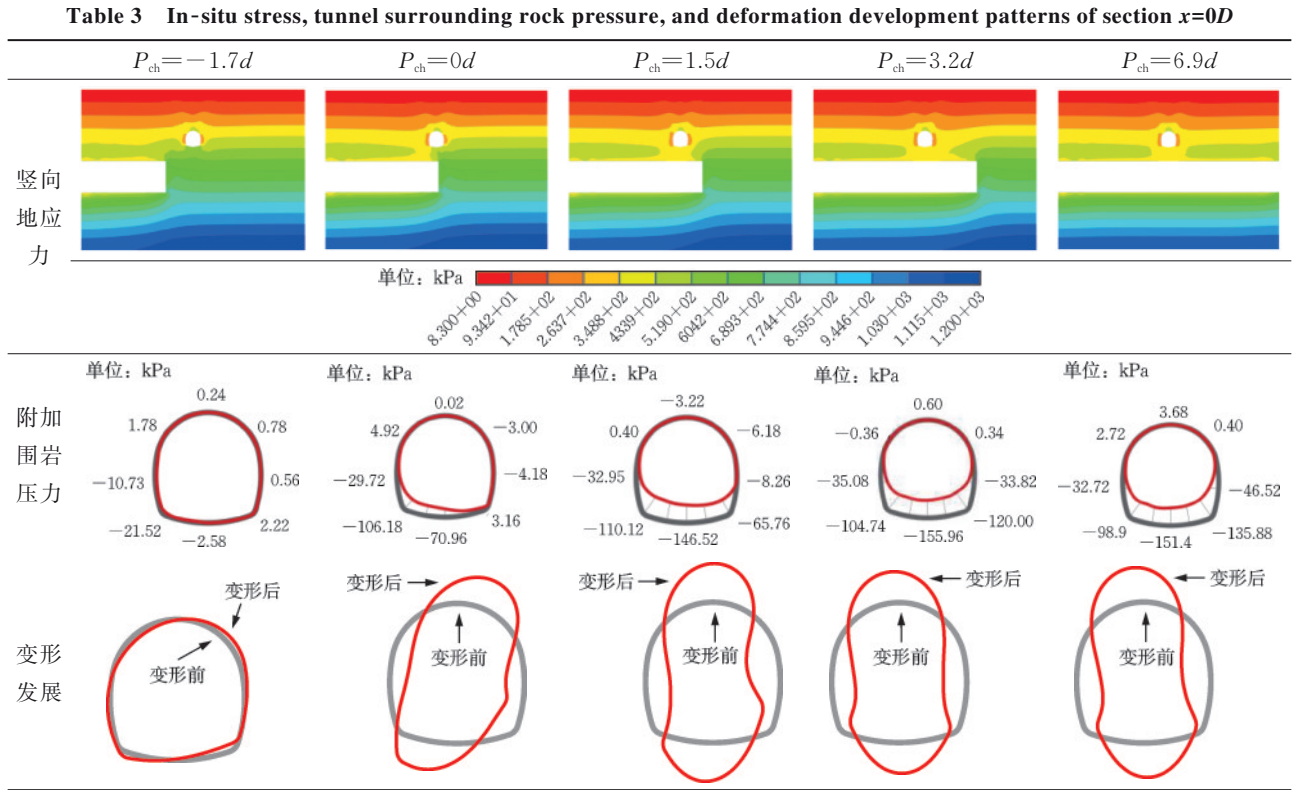 Table 3 In-situ stress, tunnel surrounding rock pressure, and deformation development patterns of section x=0D
P_ch=−1.7d P_ch=0d P_ch=1.5d P_ch=3.2d P_ch=6.9d
竖向
地应
力
单位：kPa
8.300+00 9.342+01 1.785+02 2.637+02 3.488+02 4339+02 5.190+02 6042+02 6.893+02 7.744+02 8.595+02 9.446+02 1.030+03 1.115+03 1.200+03
附加
围岩
压力
单位：kPa
0.24
1.78 0.78
−10.73 0.56
−21.52 2.22
−2.58
单位：kPa
0.02
4.92 −3.00
−29.72 −4.18
−106.18 3.16
−70.96
单位：kPa
−3.22
0.40 −6.18
−32.95 −8.26
−110.12 −65.76
−146.52
单位：kPa
0.60
−0.36 0.34
−35.08 −33.82
−104.74 −120.00
−155.96
单位：kPa
3.68
2.72 0.40
−32.72 −46.52
−98.9 −135.88
−151.4
变形
发展
变形后
变形前
变形后
变形前
变形后
变形前
变形后
变形前
变形后
变形前